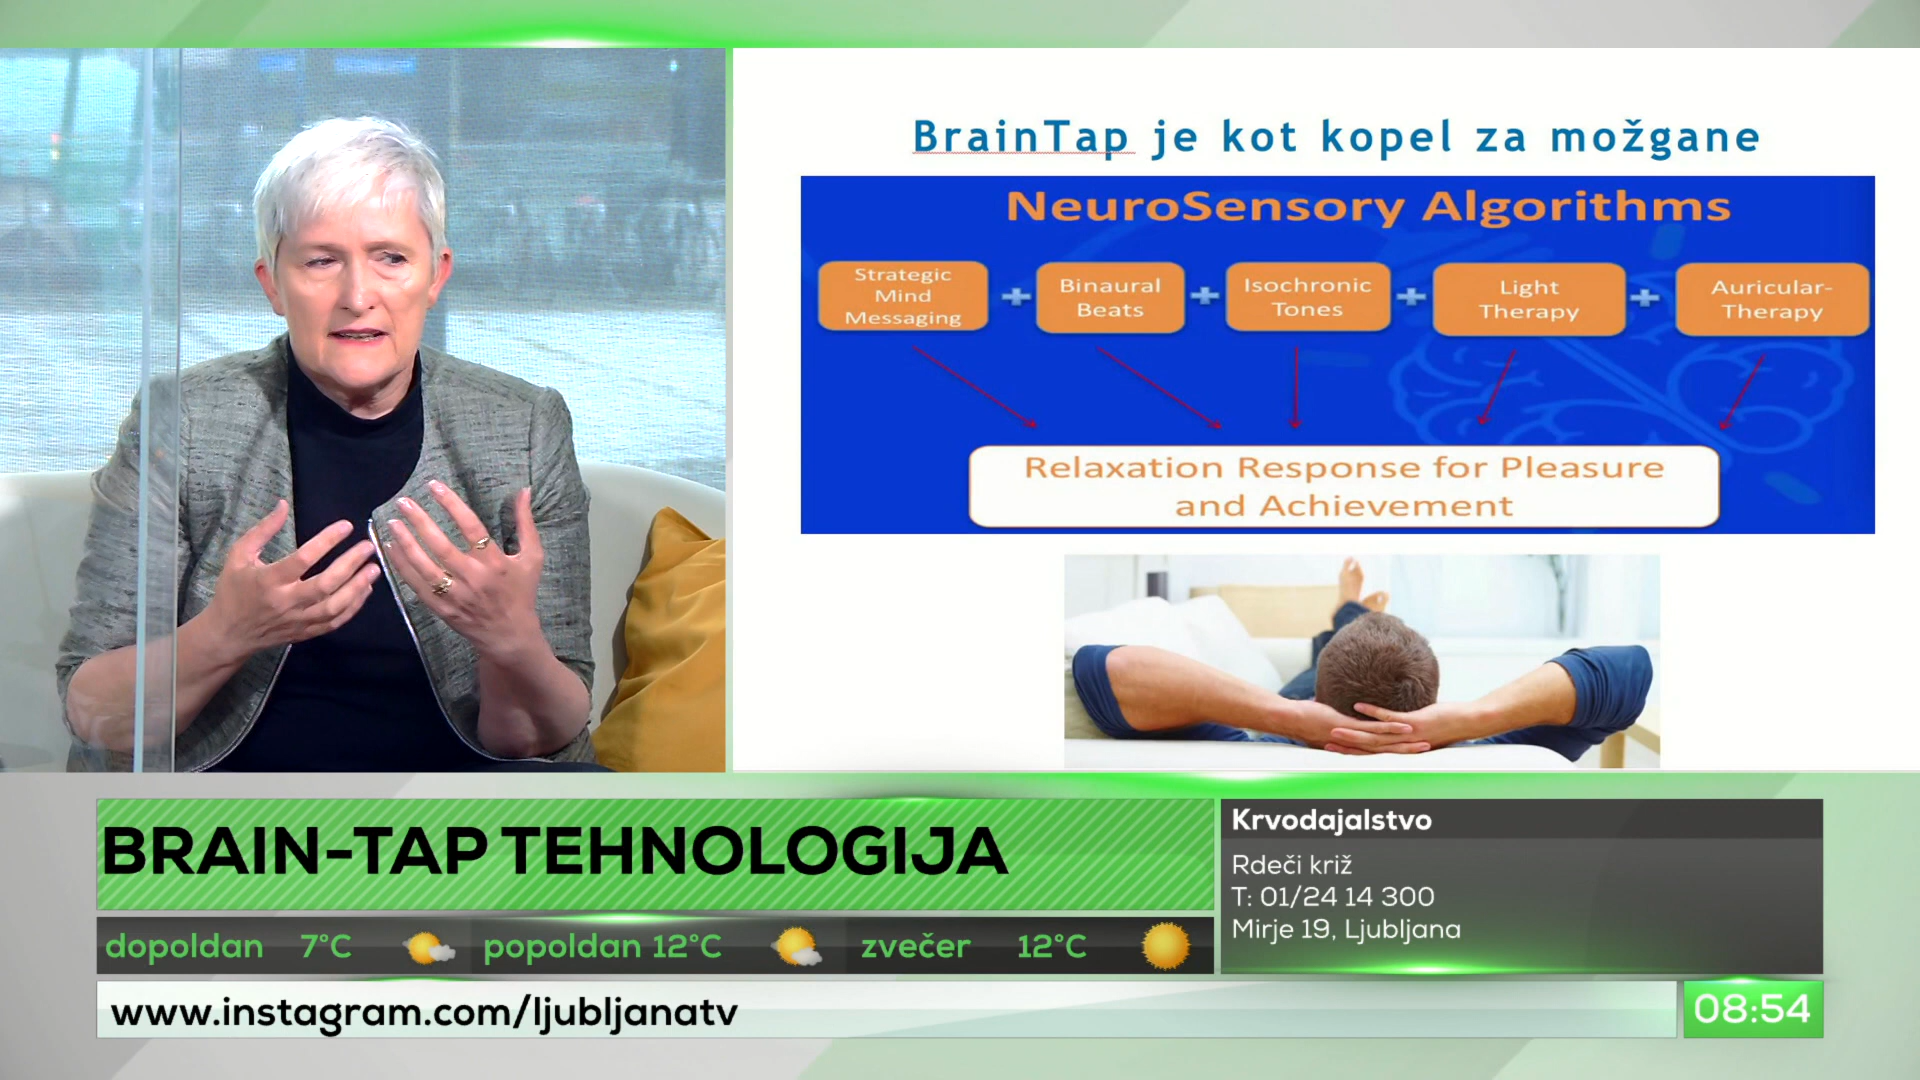 BrainTap je kot kopel za možgane
NeuroSensory Algorithms
Strategic
Mind
Messaging
Binaural
Beats
Isochronic
Tones
Light
Therapy
Auricular-
Therapy
Relaxation Response for Pleasure
and Achievement
BRAIN-TAP TEHNOLOGIJA
Krvodajalstvo
Rdeči križ
T: 01/24 14 300
Mirje 19, Ljubljana
dopoldan 7°C popoldan 12°C zvečer 12°C
www.instagram.com/ljubljanatv
08:54